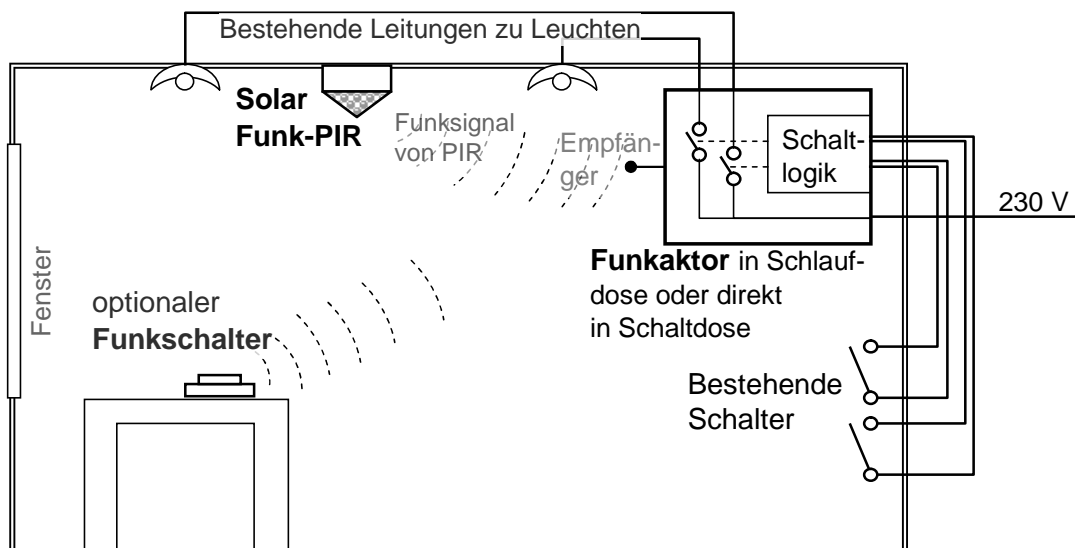 Bestehende Leitungen zu Leuchten
Solar
Funk-PIR
Funksignal
von PIR
Empfän-
ger
Schalt-
logik
230 V
Funkaktor in Schlauf-
dose oder direkt
in Schaltdose
Fenster
optionaler
Funkschalter
Bestehende
Schalter